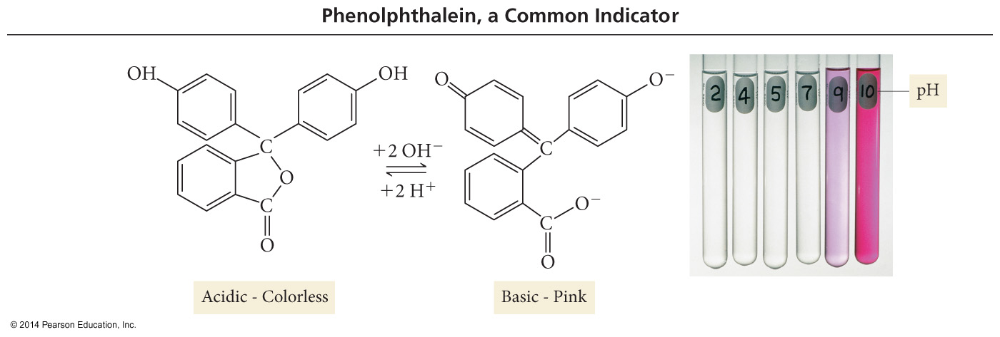 Phenolphthalein, a Common Indicator
OH
OH
C
O
C
O
+2 OH⁻
+2 H⁺
O
O⁻
C
O⁻
C
O
2 4 5 7 9 10
pH
Acidic - Colorless
Basic - Pink
© 2014 Pearson Education, Inc.